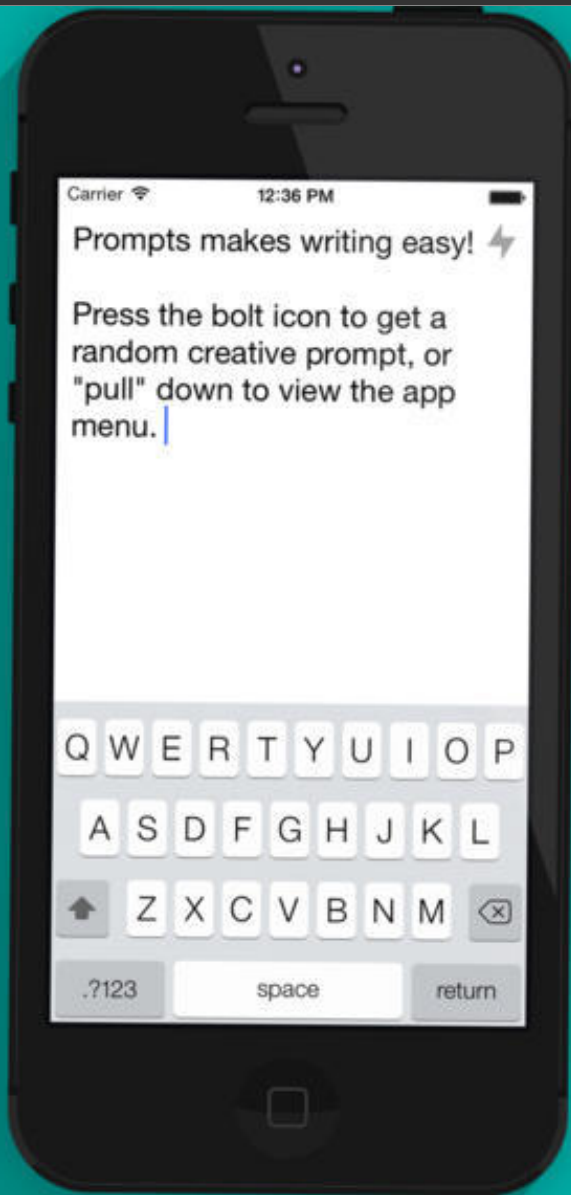 Carrier 12:36 PM
Prompts makes writing easy!
Press the bolt icon to get a
random creative prompt, or
"pull" down to view the app
menu.
Q W E R T Y U I O P
A S D F G H J K L
Z X C V B N M
.?123 space return